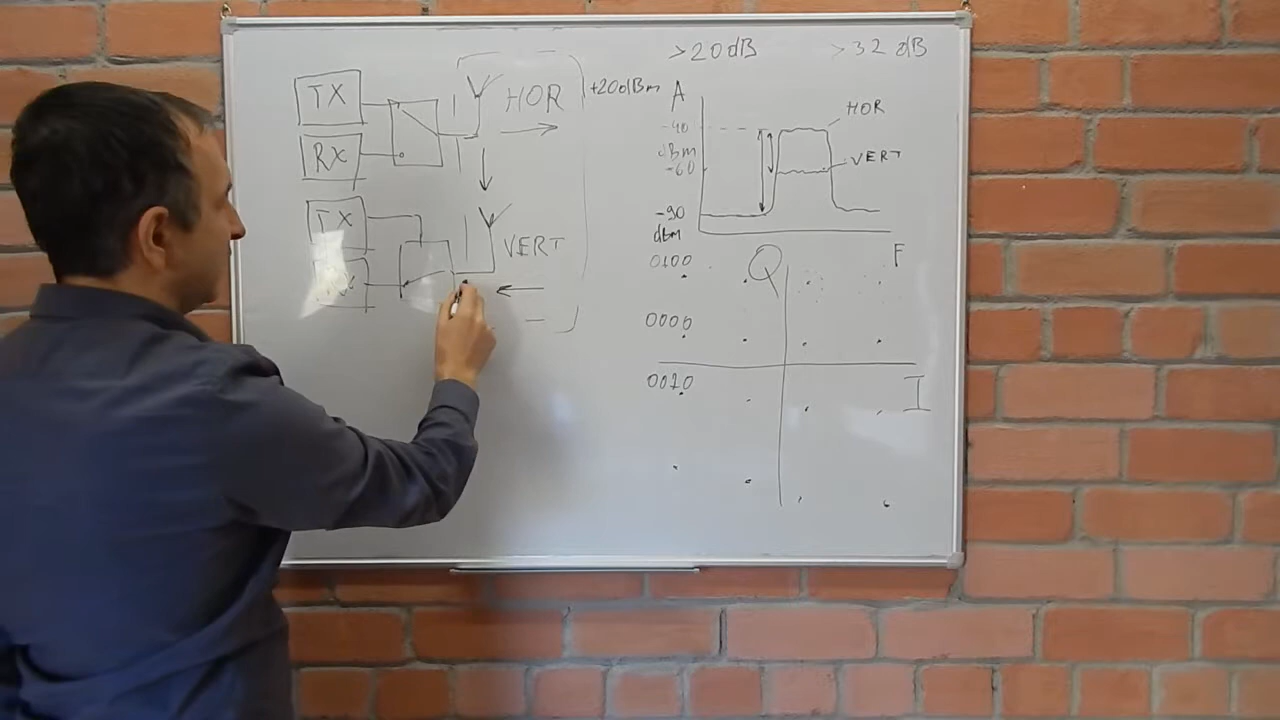 >20dB >32 dB
TX
HOR
+20dBm
RX
TX
VERT
A
HOR
-40
dBm
-60
VERT
-90
dBm
F
0100
Q
0000
0010
I